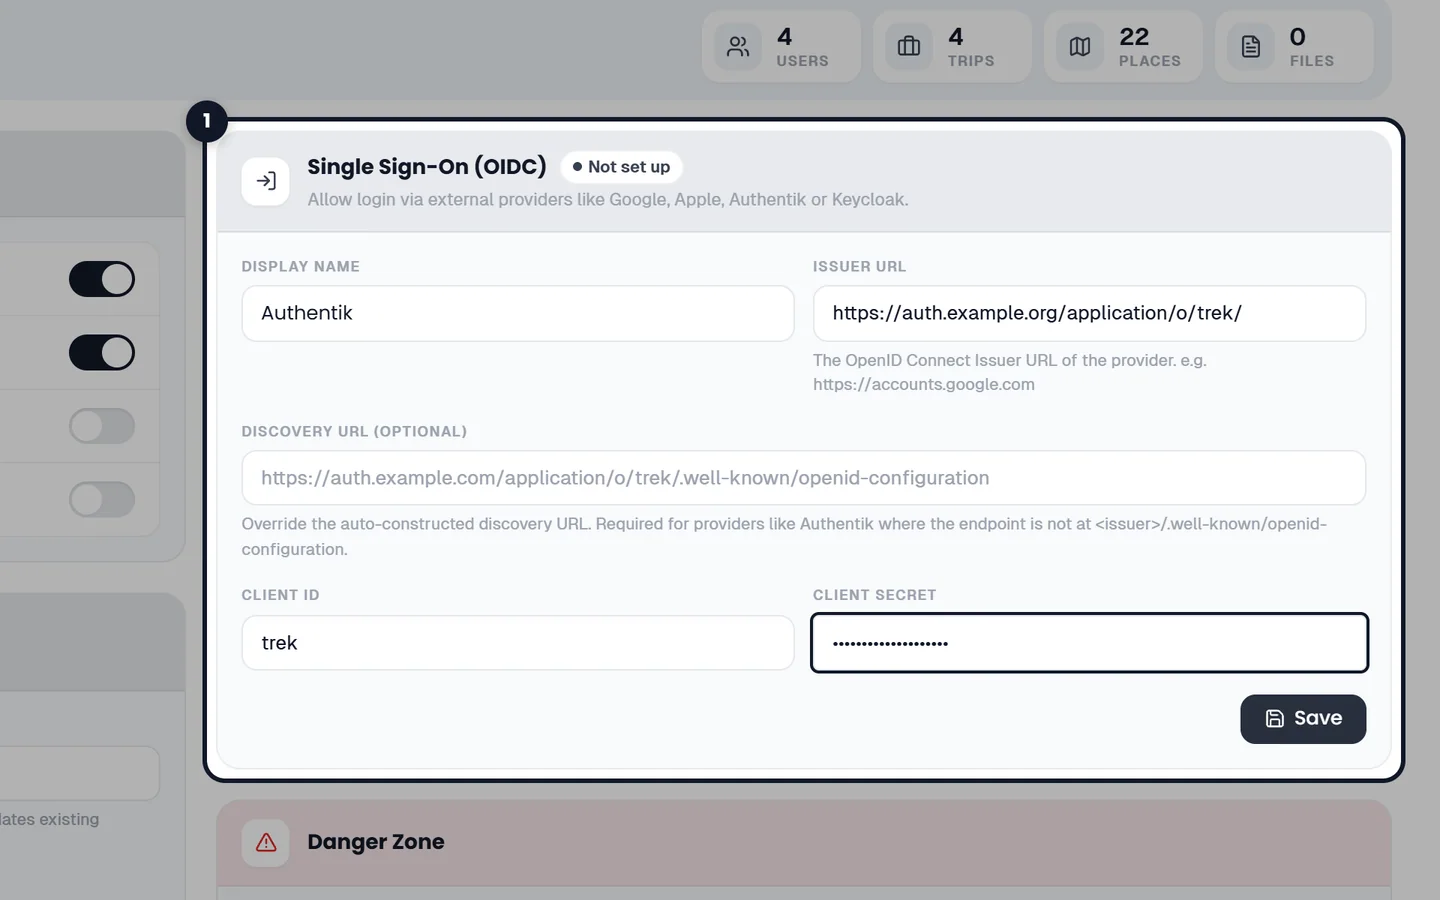 4
USERS
4
TRIPS
22
PLACES
0
FILES
1
Single Sign-On (OIDC)
Not set up
Allow login via external providers like Google, Apple, Authentik or Keycloak.
DISPLAY NAME
Authentik
ISSUER URL
https://auth.example.org/application/o/trek/
The OpenID Connect Issuer URL of the provider. e.g.
https://accounts.google.com
DISCOVERY URL (OPTIONAL)
https://auth.example.com/application/o/trek/.well-known/openid-configuration
Override the auto-constructed discovery URL. Required for providers like Authentik where the endpoint is not at <issuer>/.well-known/openid-
configuration.
CLIENT ID
trek
CLIENT SECRET
••••••••••••••••••••
Save
existing
Danger Zone